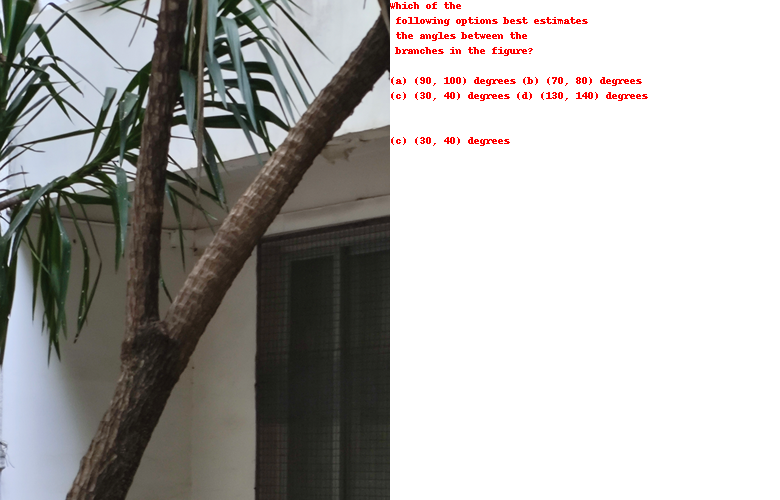 Which of the
following options best estimates
the angles between the
branches in the figure?
(a) (90, 100) degrees (b) (70, 80) degrees
(c) (30, 40) degrees (d) (130, 140) degrees
(c) (30, 40) degrees